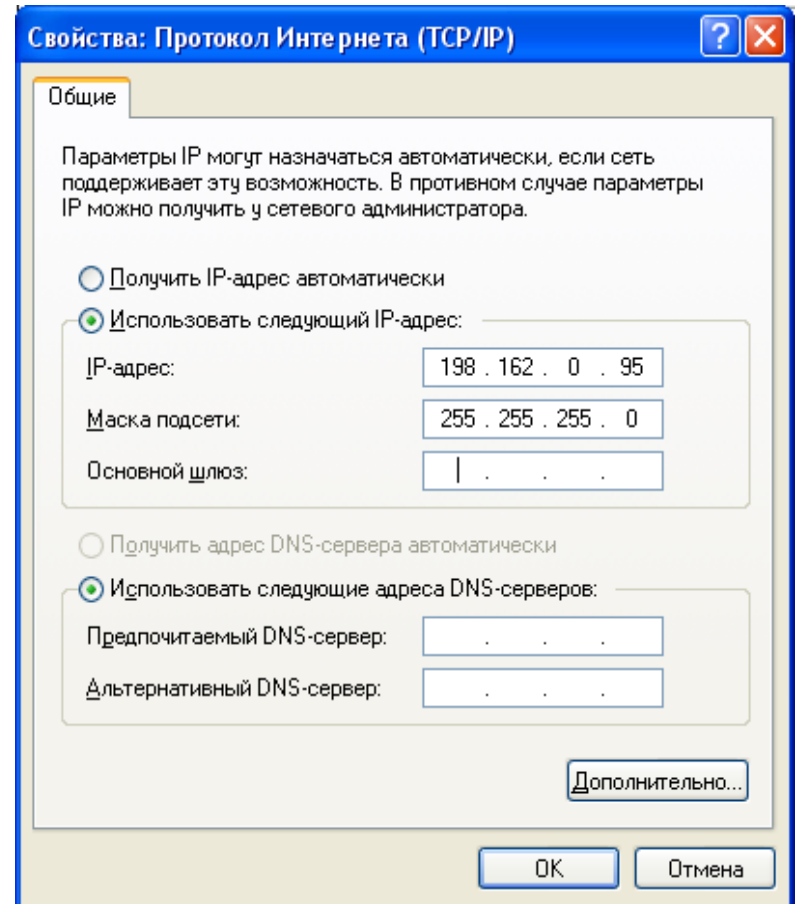 Свойства: Протокол Интернета (TCP/IP)
Общие
Параметры IP могут назначаться автоматически, если сеть
поддерживает эту возможность. В противном случае параметры
IP можно получить у сетевого администратора.
Получить IP-адрес автоматически
Использовать следующий IP-адрес:
IP-адрес: 198 . 162 . 0 . 95
Маска подсети: 255 . 255 . 255 . 0
Основной шлюз: . . .
Получить адрес DNS-сервера автоматически
Использовать следующие адреса DNS-серверов:
Предпочитаемый DNS-сервер: . . .
Альтернативный DNS-сервер: . . .
Дополнительно...
OK Отмена